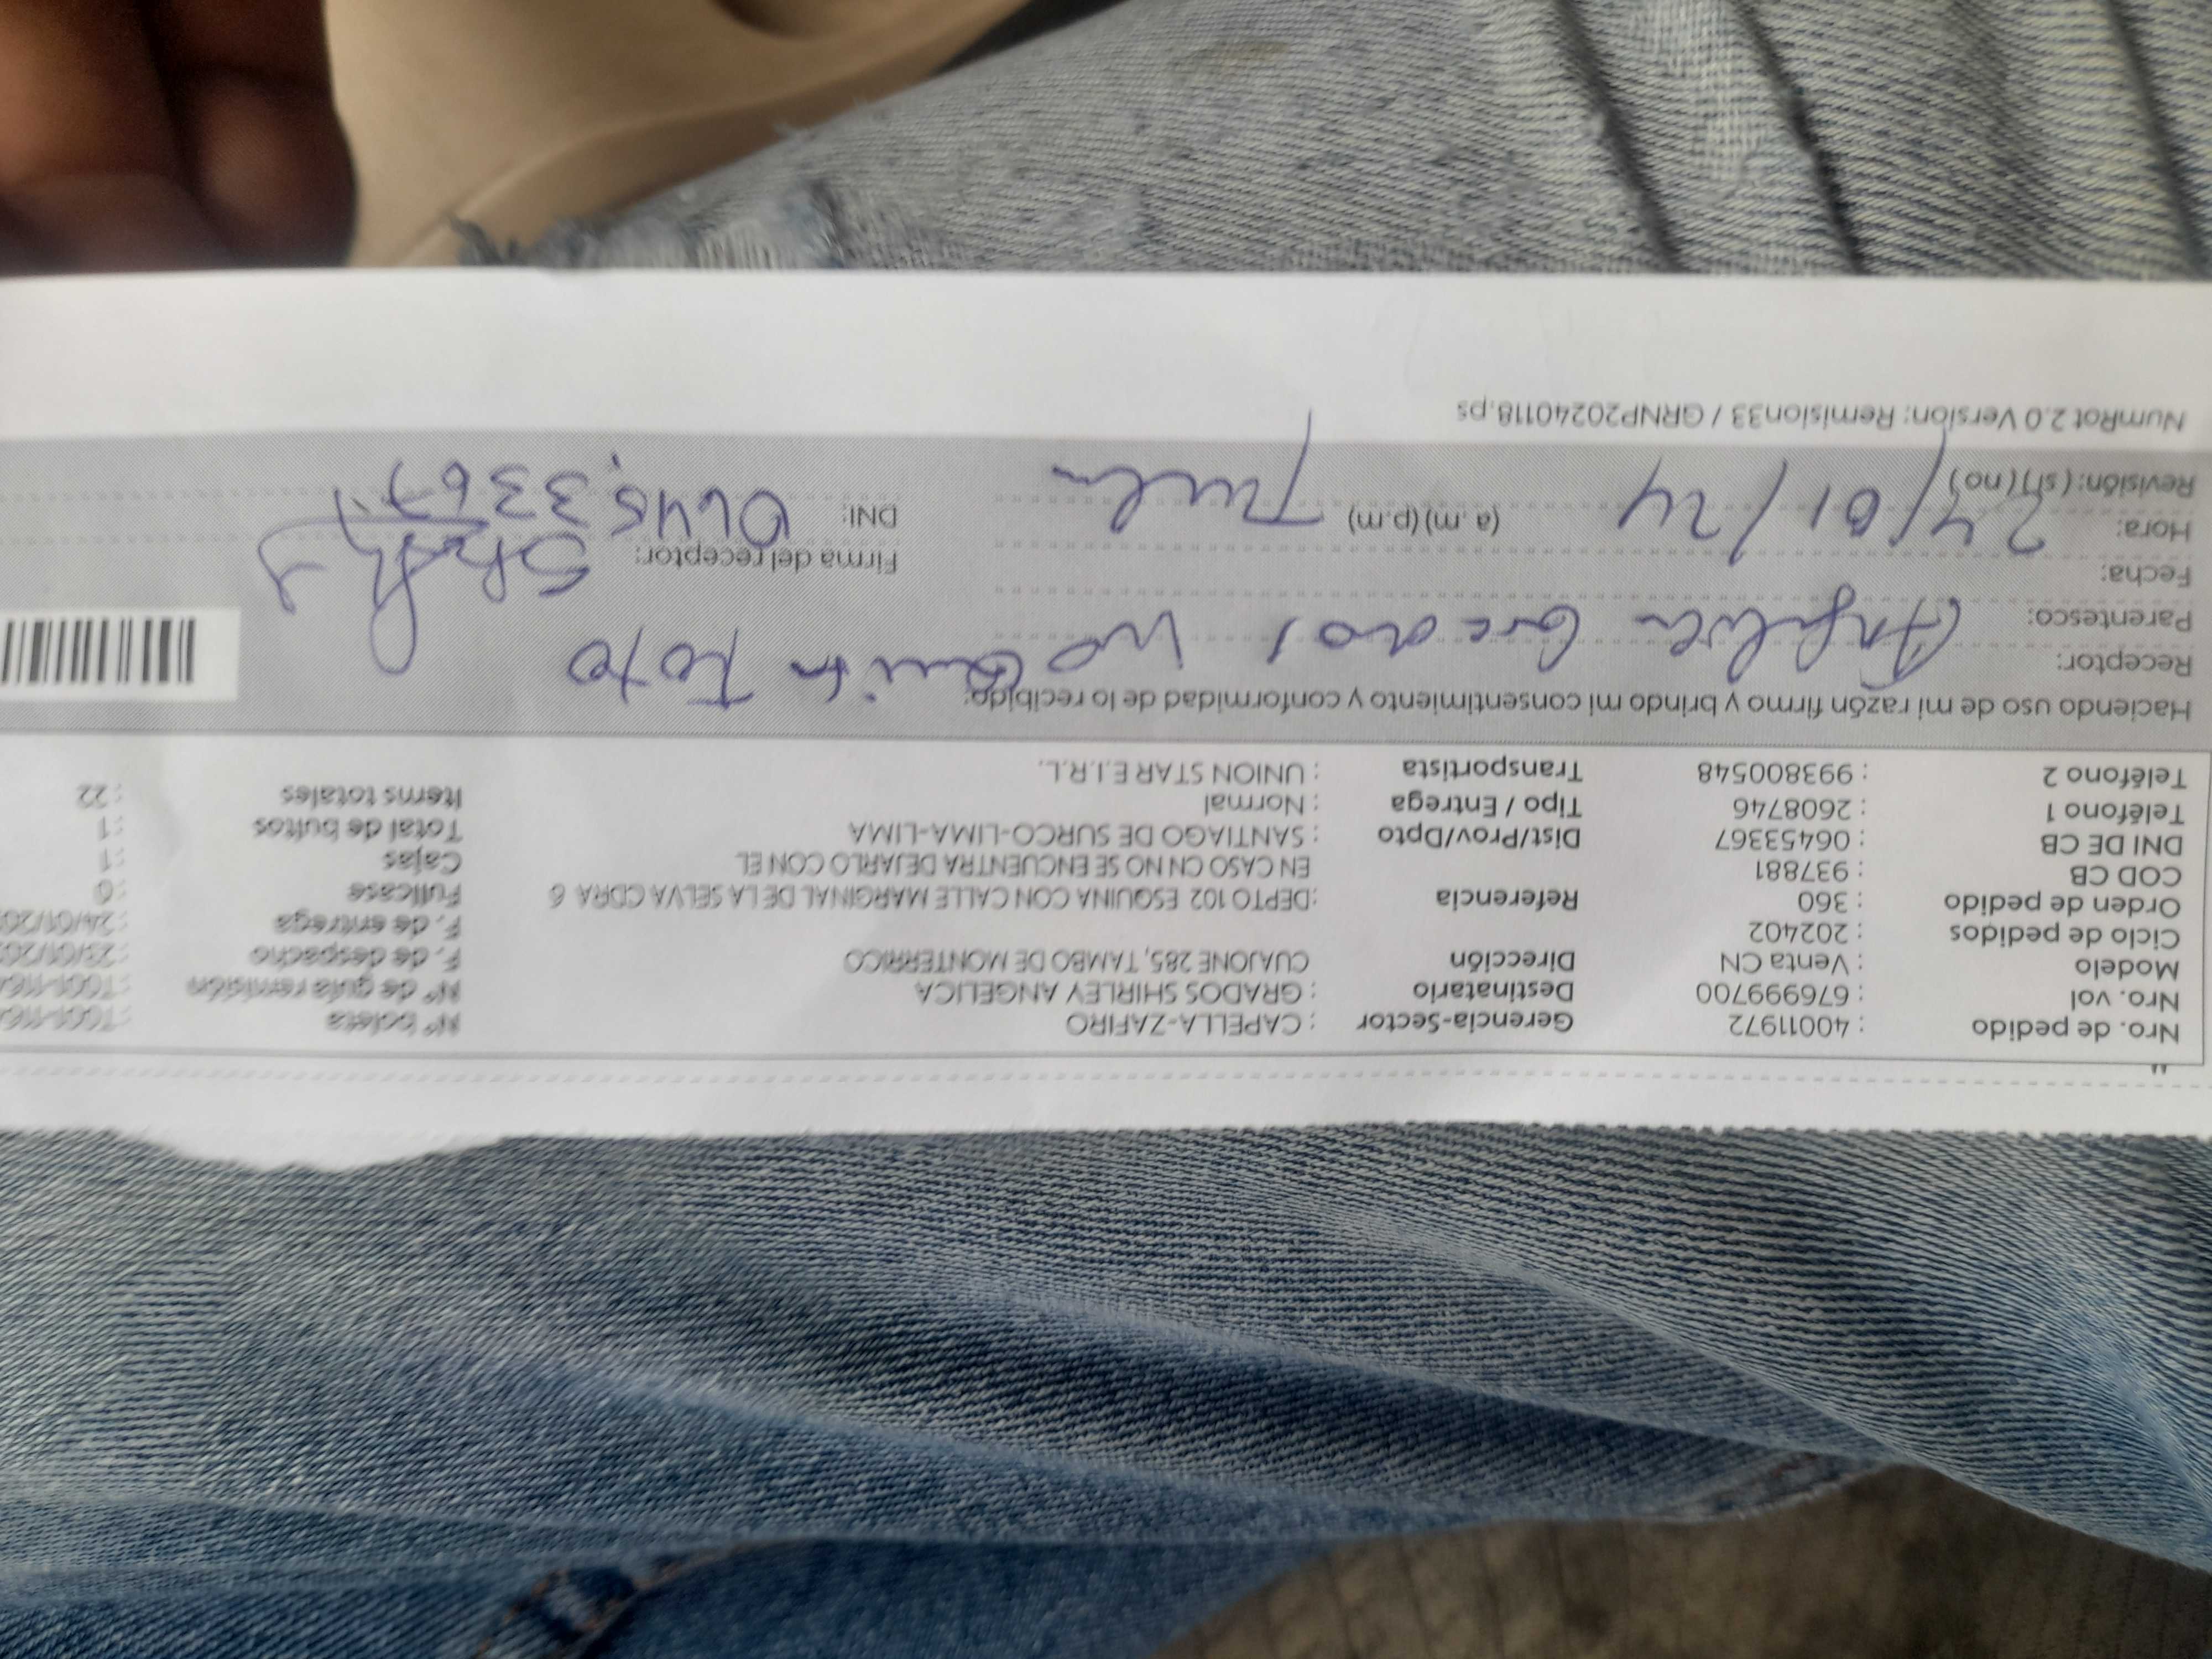 Nro. de pedido : 40011972 Gerencia-Sector : CAPELLA-ZAFIRO Nº boleta
Nro. vol : 676999700 Destinatario : GRADOS SHIRLEY ANGELICA Nº de guía remisión
Modelo : Venta CN Dirección CUAJONE 285, TAMBO DE MONTERRICO F. de despacho
Ciclo de pedidos : 202402 F. de entrega
Orden de pedido : 360 Referencia :DEPTO 102 ESQUINA CON CALLE MARGINAL DE LA SELVA CDRA 6 Fullcase : 0
COD CB : 937881 EN CASO CN NO SE ENCUENTRA DEJARLO CON EL Cajas : 1
DNI DE CB : 06453367 Dist/Prov/Dpto : SANTIAGO DE SURCO-LIMA-LIMA Total de bultos : 1
Teléfono 1 : 2608746 Tipo / Entrega : Normal Items totales : 22
Teléfono 2 : 993800548 Transportista : UNION STAR E.I.R.L.
Haciendo uso de mi razón firmo y brindo mi consentimiento y conformidad de lo recibido:
Receptor: Angelica Grados
Parentesco:
Fecha: Firma del receptor:
Hora: 24/01/24 (a.m) (p.m) DNI: 06453367
Revisión: (sí) (no)
NumRot 2.0 Version: Remision33 / GRNP20240118.ps